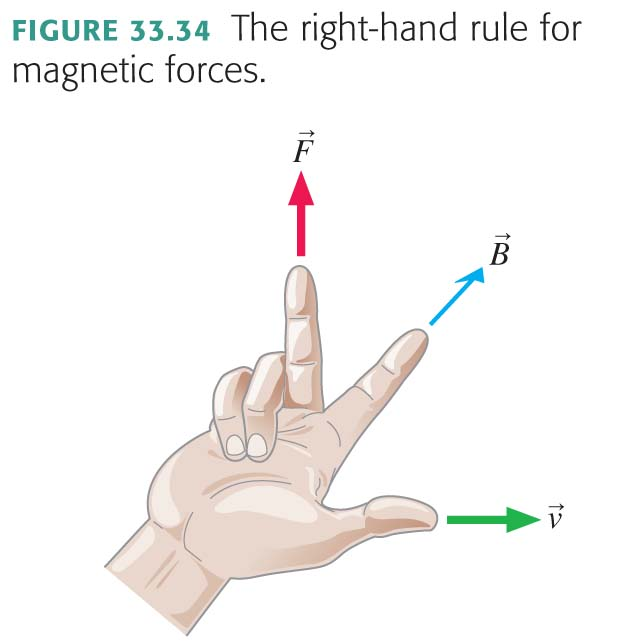 FIGURE 33.34 The right-hand rule for
magnetic forces.
F⃗
B⃗
v⃗